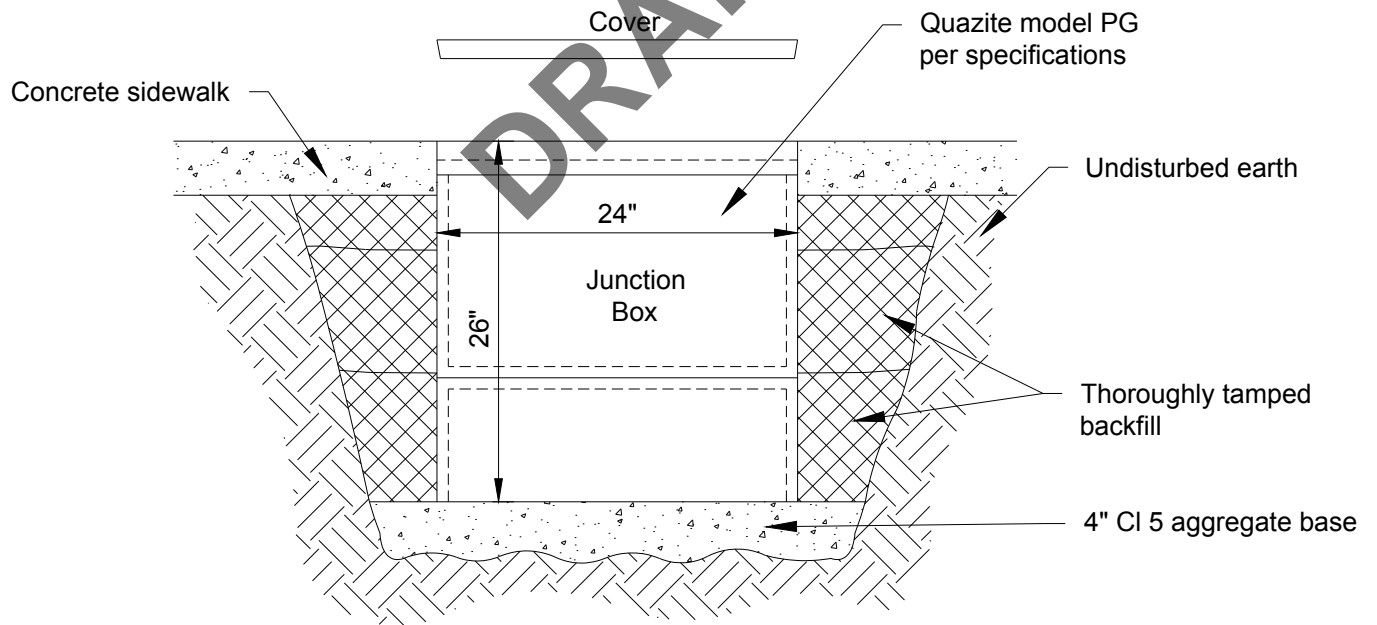 Cover
Quazite model PG
per specifications
Concrete sidewalk
Undisturbed earth
24"
Junction
Box
26"
Thoroughly tamped
backfill
4" Cl 5 aggregate base